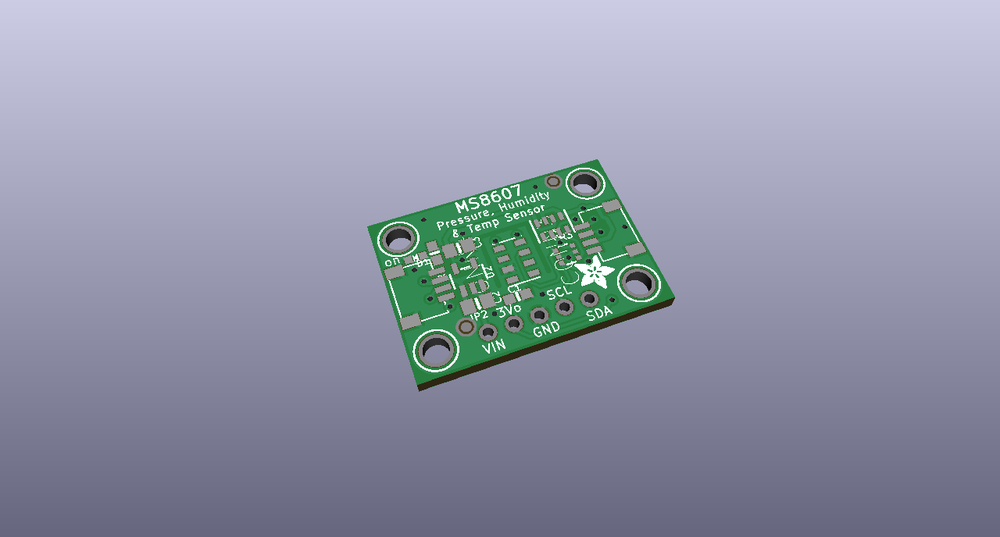 MS8607
Pressure, Humidity
& Temp Sensor
on
JP2
3Vo
SCL
VIN
GND
SDA